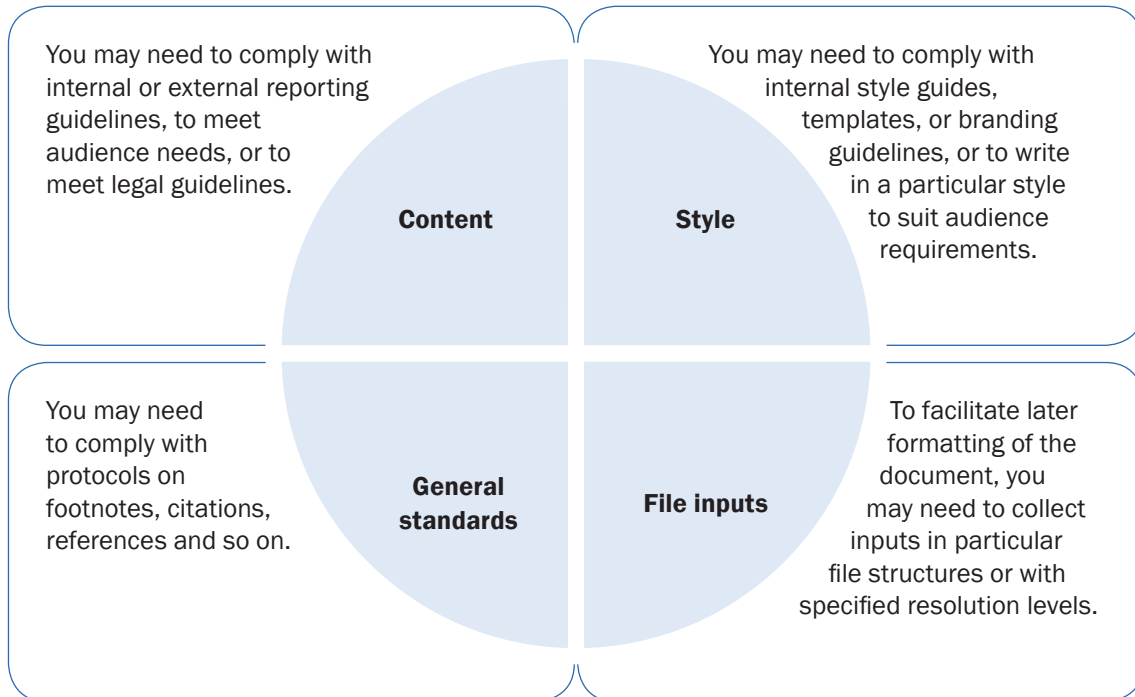 You may need to comply with
internal or external reporting
guidelines, to meet
audience needs, or to
meet legal guidelines.
Content
You may need to comply with
internal style guides,
templates, or branding
guidelines, or to write
in a particular style
to suit audience
requirements.
Style
You may need
to comply with
protocols on
footnotes, citations,
references and so on.
General
standards
To facilitate later
formatting of the
document, you
may need to collect
inputs in particular
file structures or with
specified resolution levels.
File inputs